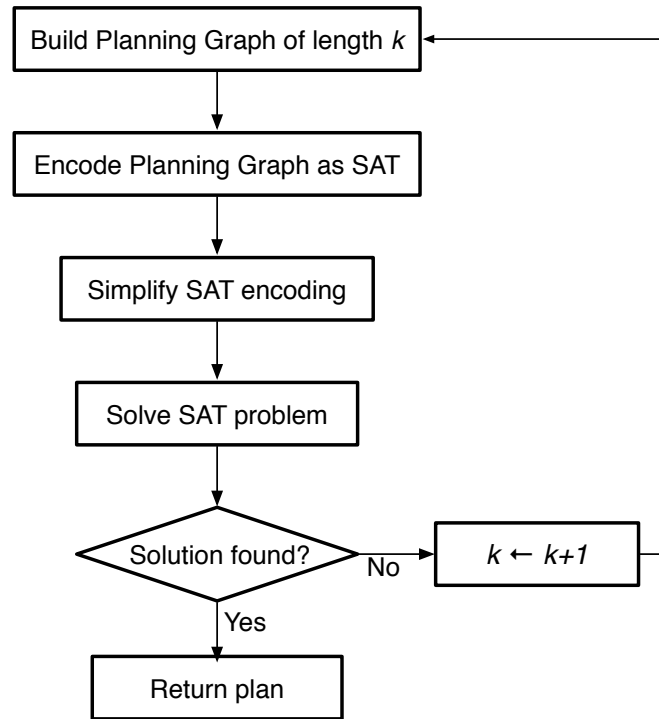 Build Planning Graph of length k
Encode Planning Graph as SAT
Simplify SAT encoding
Solve SAT problem
Solution found?
No
k ← k+1
Yes
Return plan